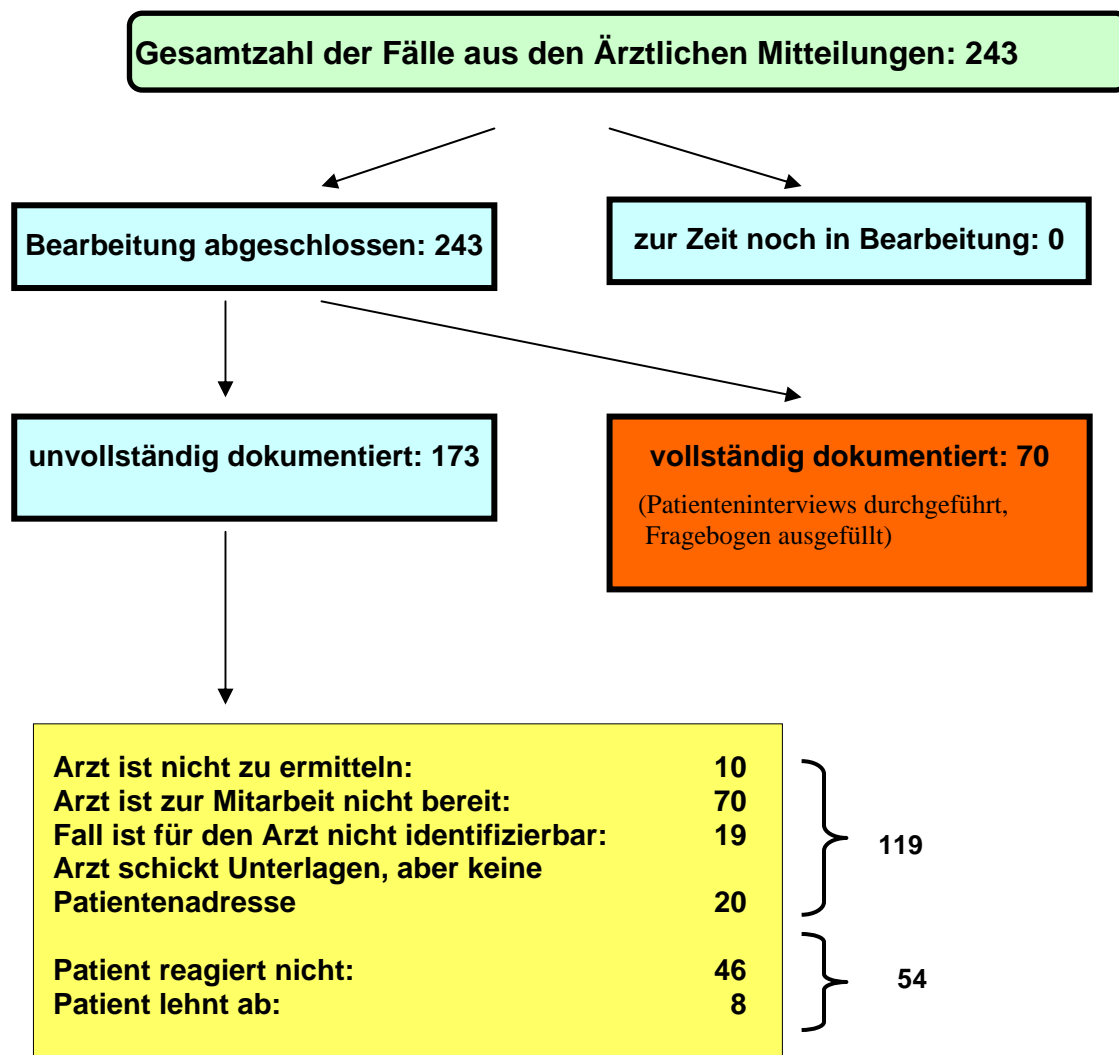 Gesamtzahl der Fälle aus den Ärztlichen Mitteilungen: 243
Bearbeitung abgeschlossen: 243
zur Zeit noch in Bearbeitung: 0
unvollständig dokumentiert: 173
vollständig dokumentiert: 70
(Patienteninterviews durchgeführt,
Fragebogen ausgefüllt)
Arzt ist nicht zu ermitteln: 10
Arzt ist zur Mitarbeit nicht bereit: 70
Fall ist für den Arzt nicht identifizierbar: 19
Arzt schickt Unterlagen, aber keine
Patientenadresse 20
119
Patient reagiert nicht: 46
Patient lehnt ab: 8
54